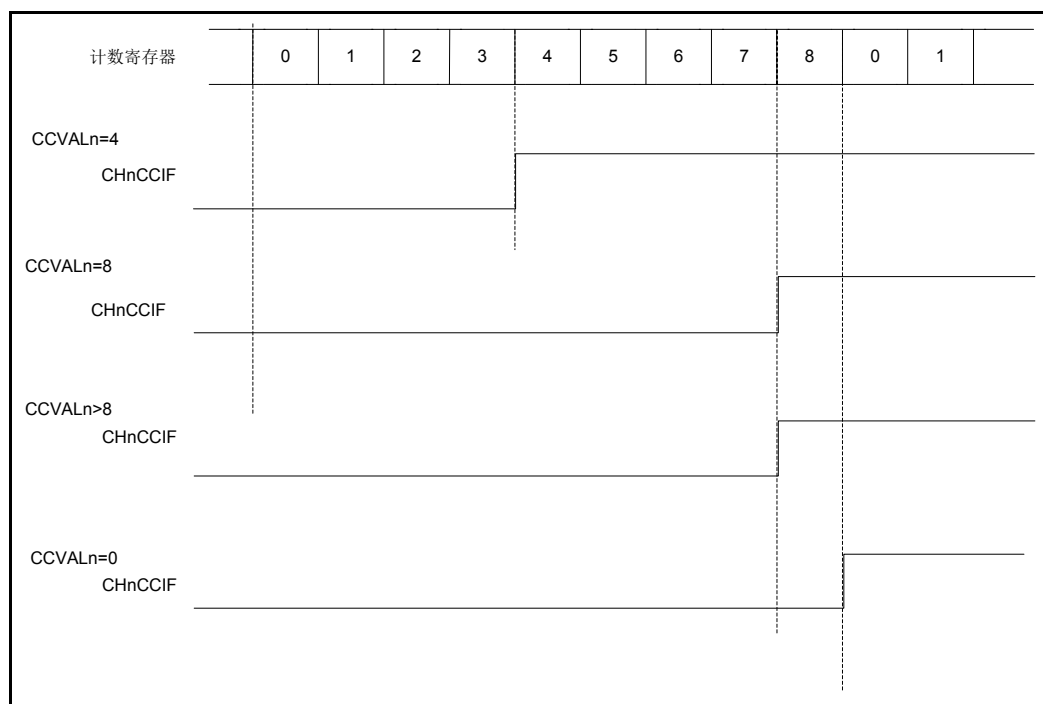 计数寄存器 0 1 2 3 4 5 6 7 8 0 1
CCVALn=4
CHnCCIF
CCVALn=8
CHnCCIF
CCVALn>8
CHnCCIF
CCVALn=0
CHnCCIF